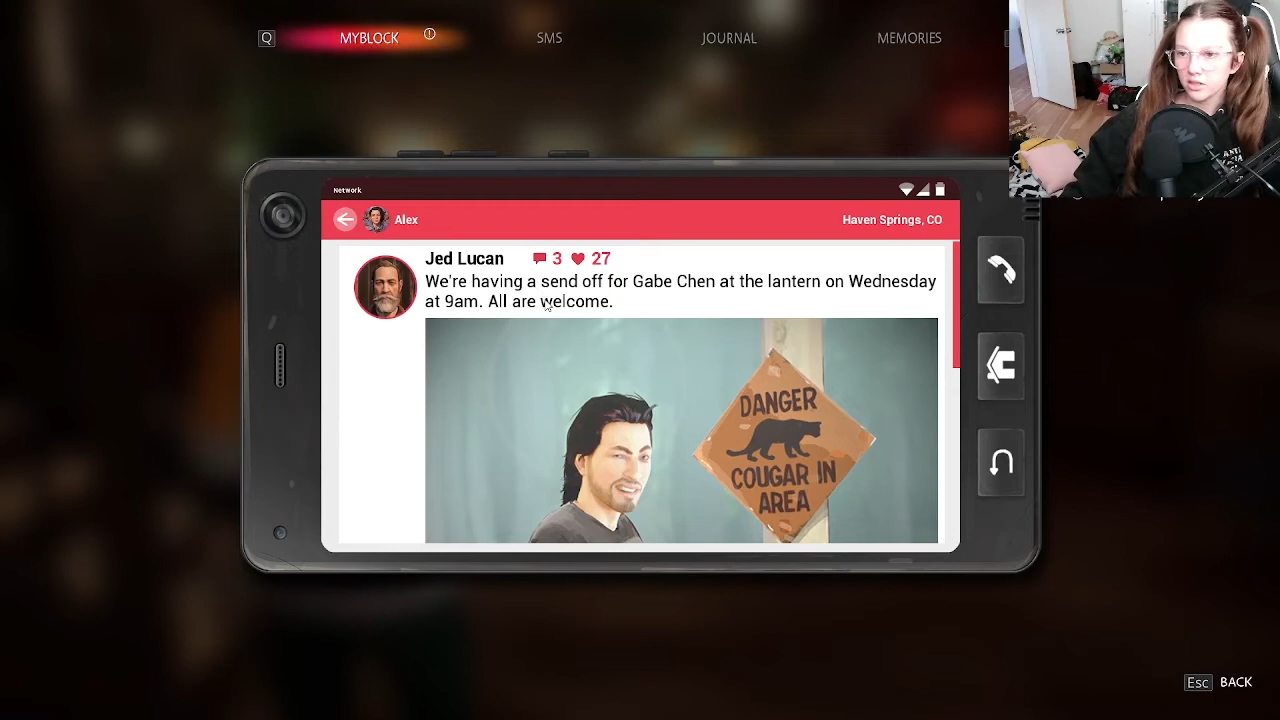 Q MYBLOCK SMS JOURNAL MEMORIES
Network
Alex Haven Springs, CO
Jed Lucan 3 27
We're having a send off for Gabe Chen at the lantern on Wednesday
at 9am. All are welcome.
DANGER
COUGAR IN
AREA
Esc BACK